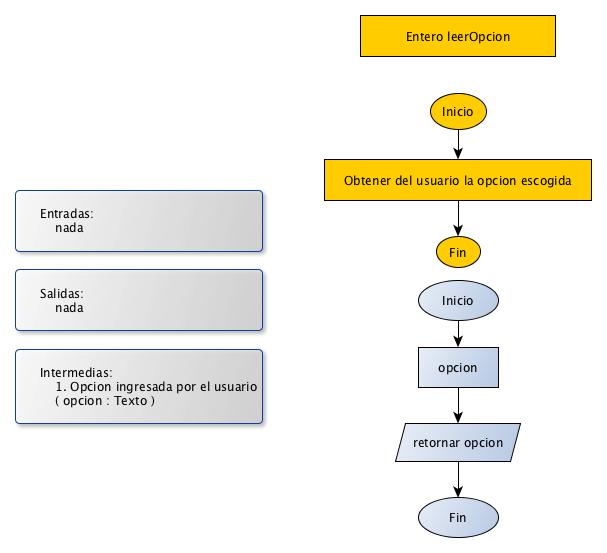 Entero leerOpcion
Inicio
Obtener del usuario la opcion escogida
Fin
Entradas:
nada
Salidas:
nada
Intermedias:
1. Opcion ingresada por el usuario
( opcion : Texto )
Inicio
opcion
retornar opcion
Fin